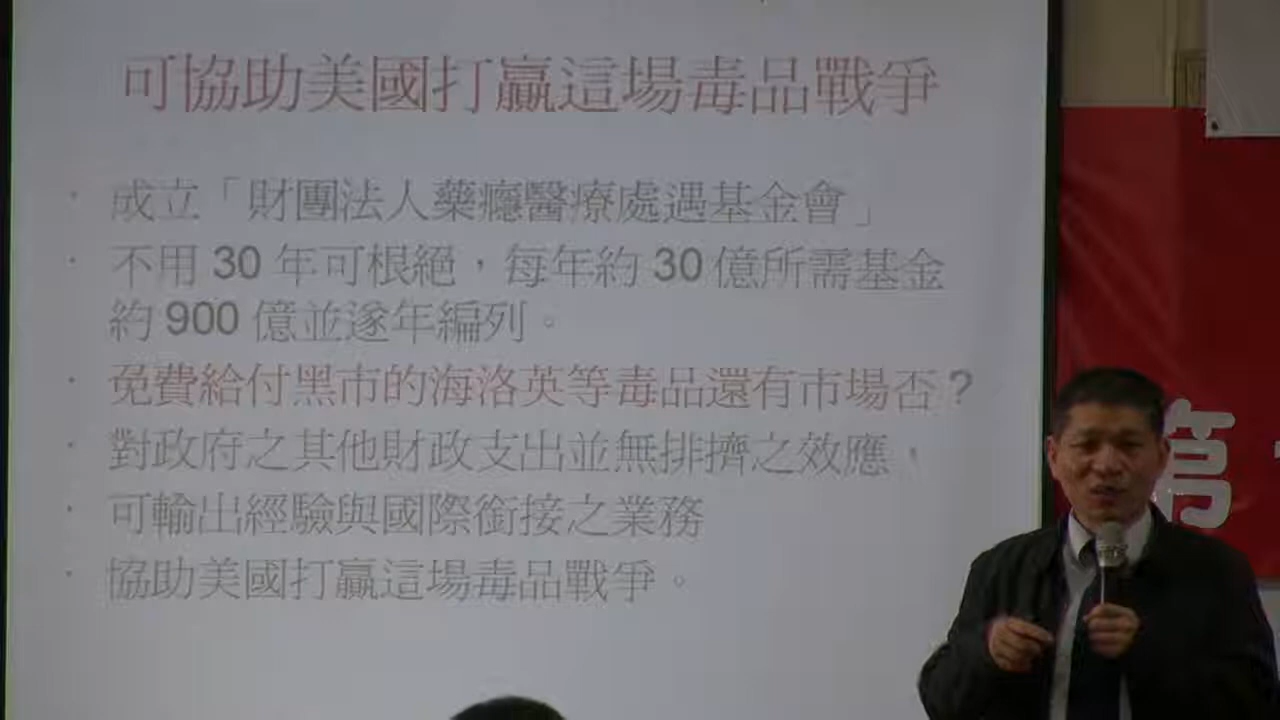 可協助美國打贏這場毒品戰爭
· 成立「財團法人藥癮醫療處遇基金會」
· 不用 30 年可根絕，每年約 30 億所需基金
約 900 億並逐年編列。
· 免費給付黑市的海洛英等毒品還有市場否？
· 對政府之其他財政支出並無排擠之效應，
· 可輸出經驗與國際銜接之業務
· 協助美國打贏這場毒品戰爭。
第